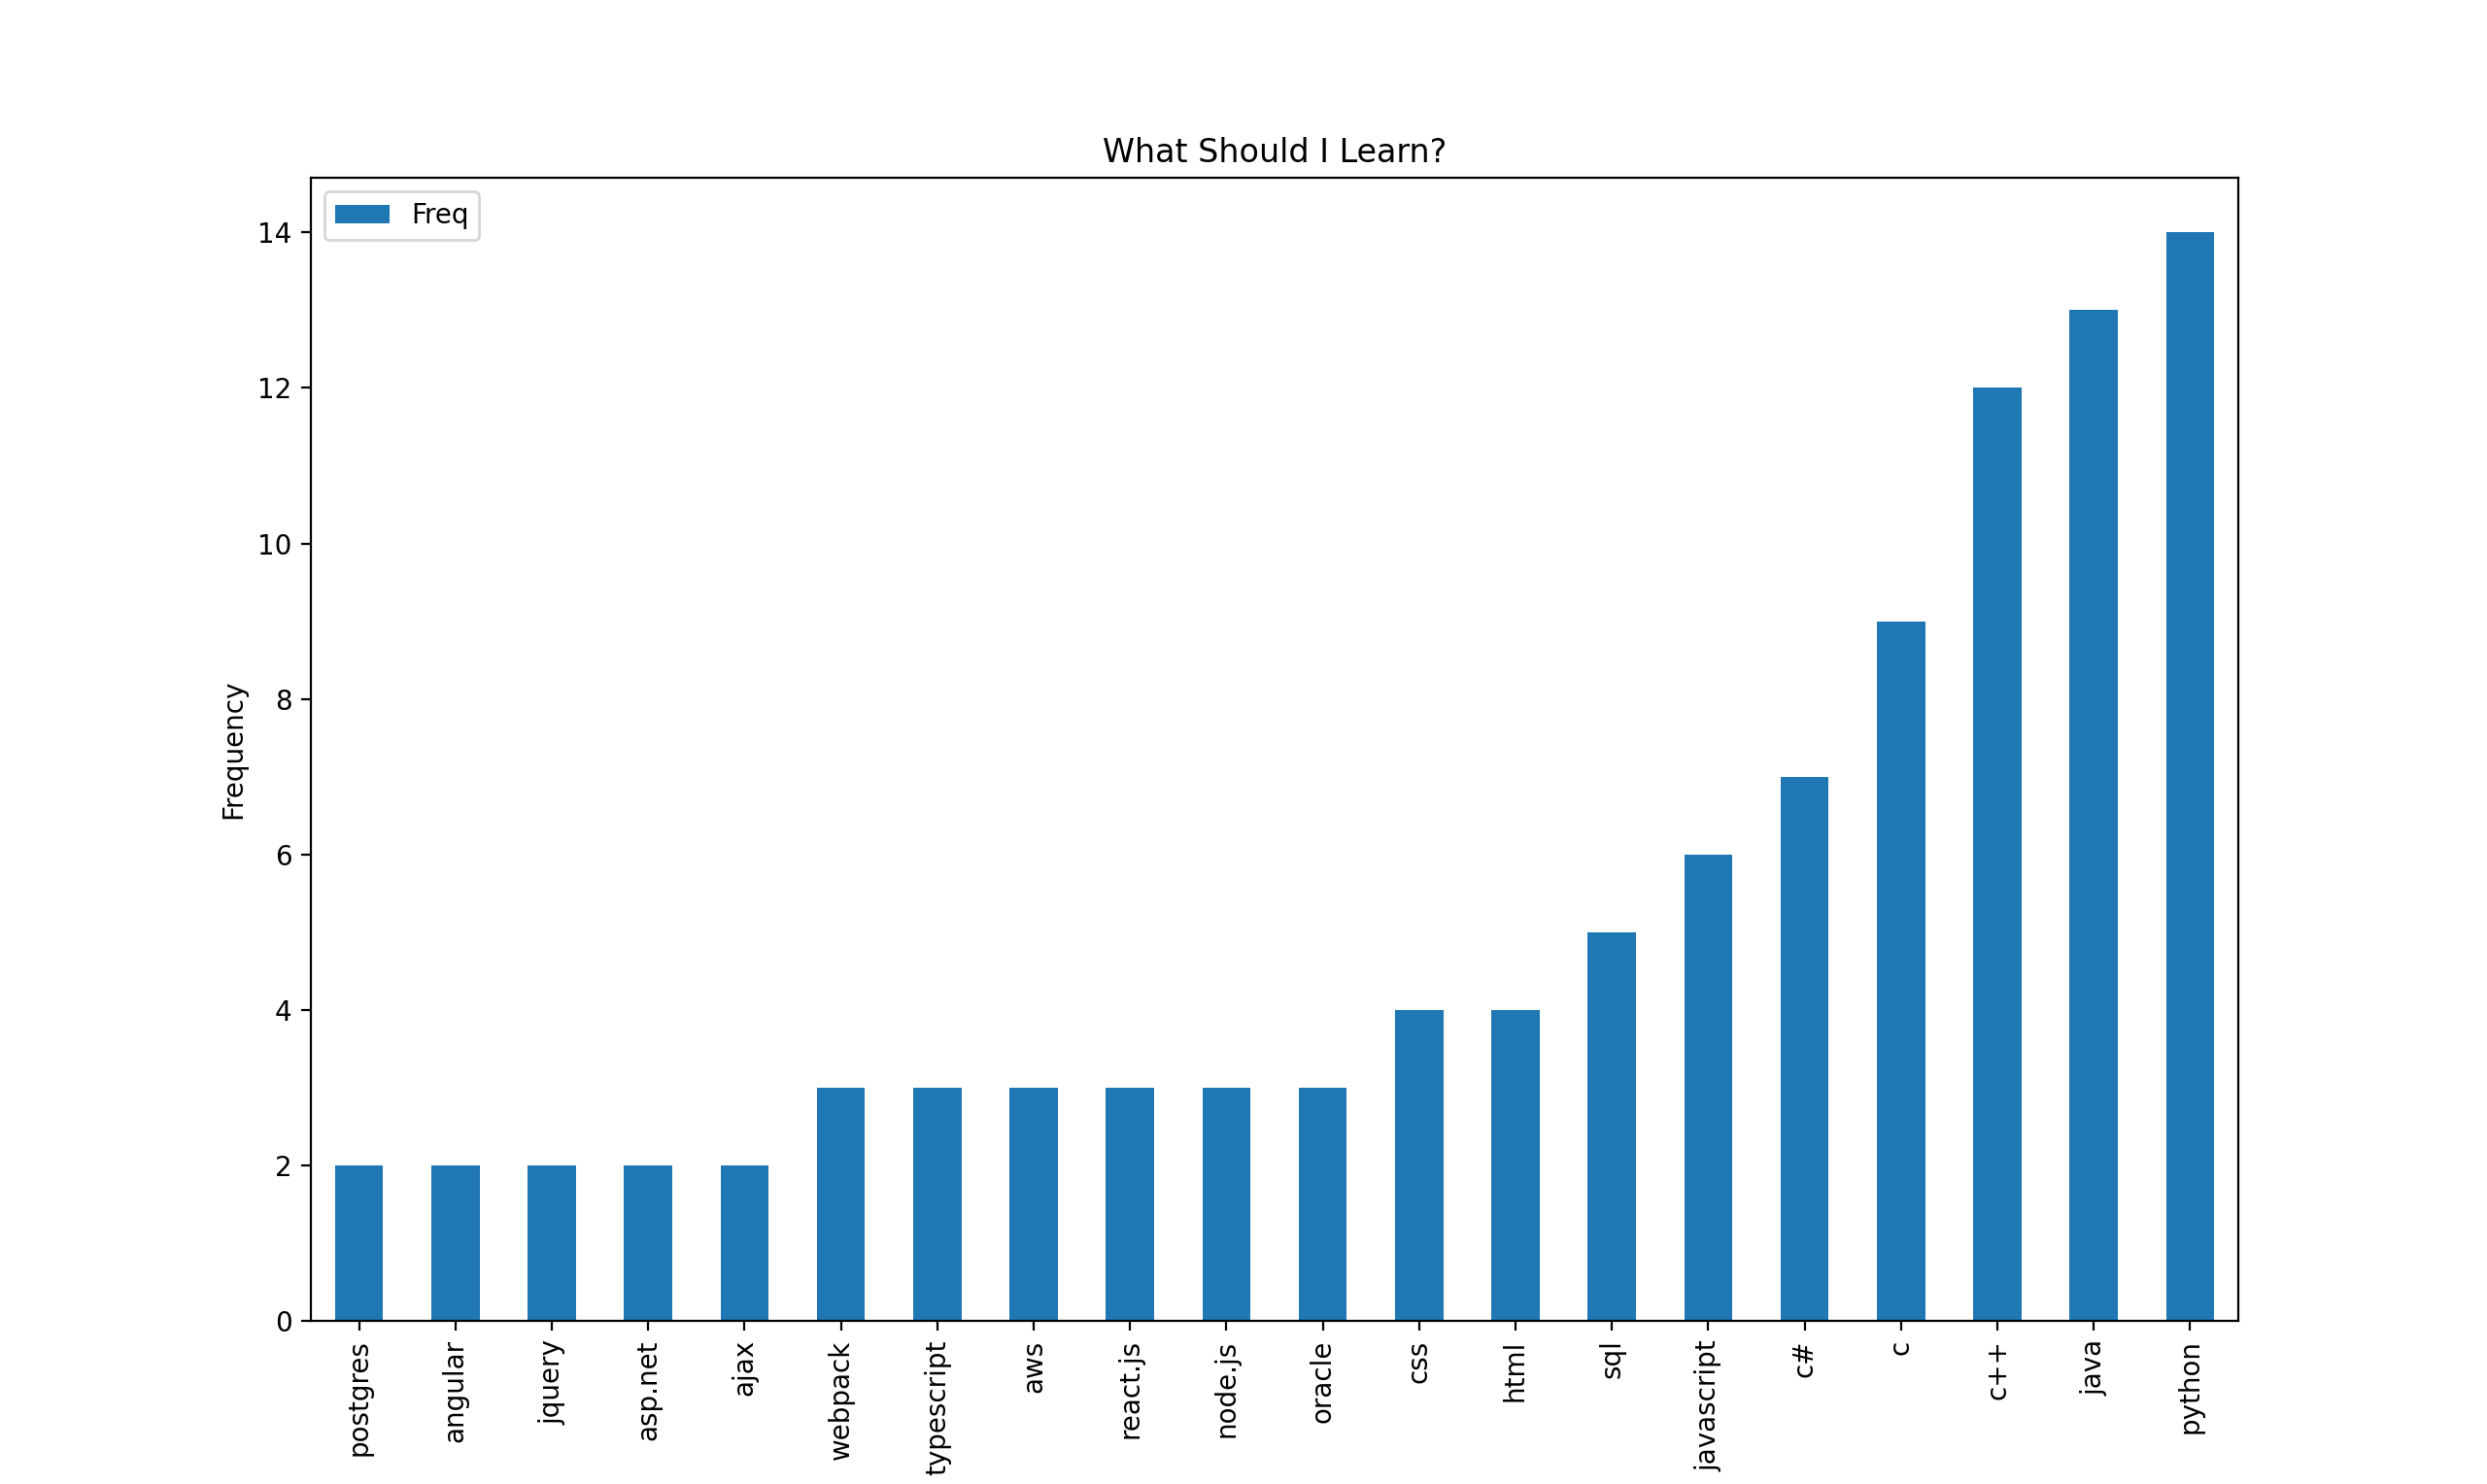 What Should I Learn?
Freq
14
12
10
8
6
4
2
0
Frequency
postgres
angular
jquery
asp.net
ajax
webpack
typescript
aws
react.js
node.js
oracle
css
html
sql
javascript
c#
c
c++
java
python